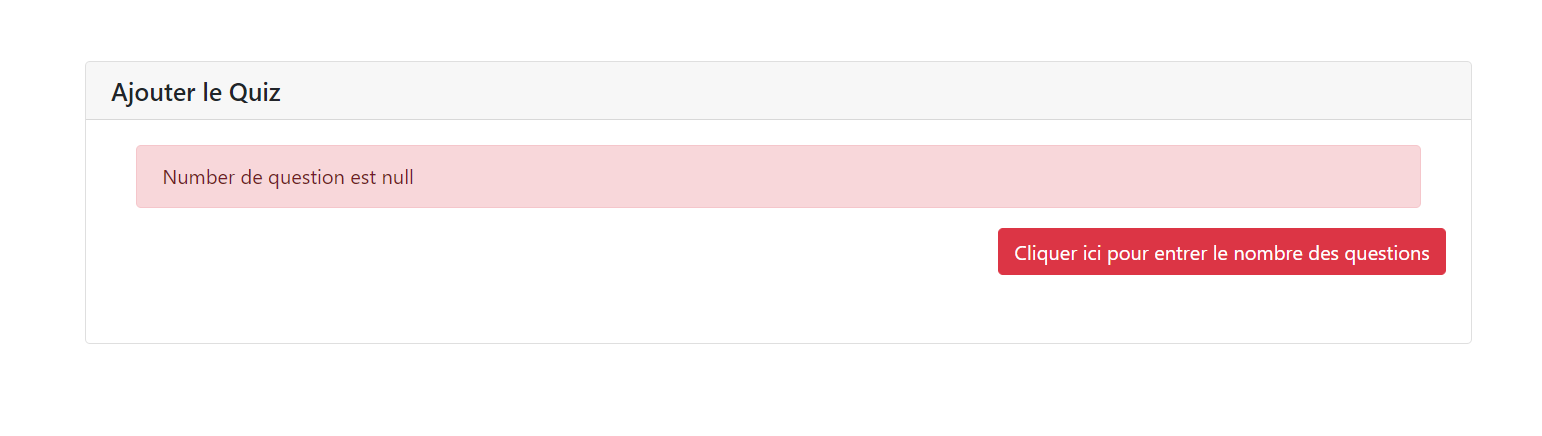 Ajouter le Quiz
Number de question est null
Cliquer ici pour entrer le nombre des questions